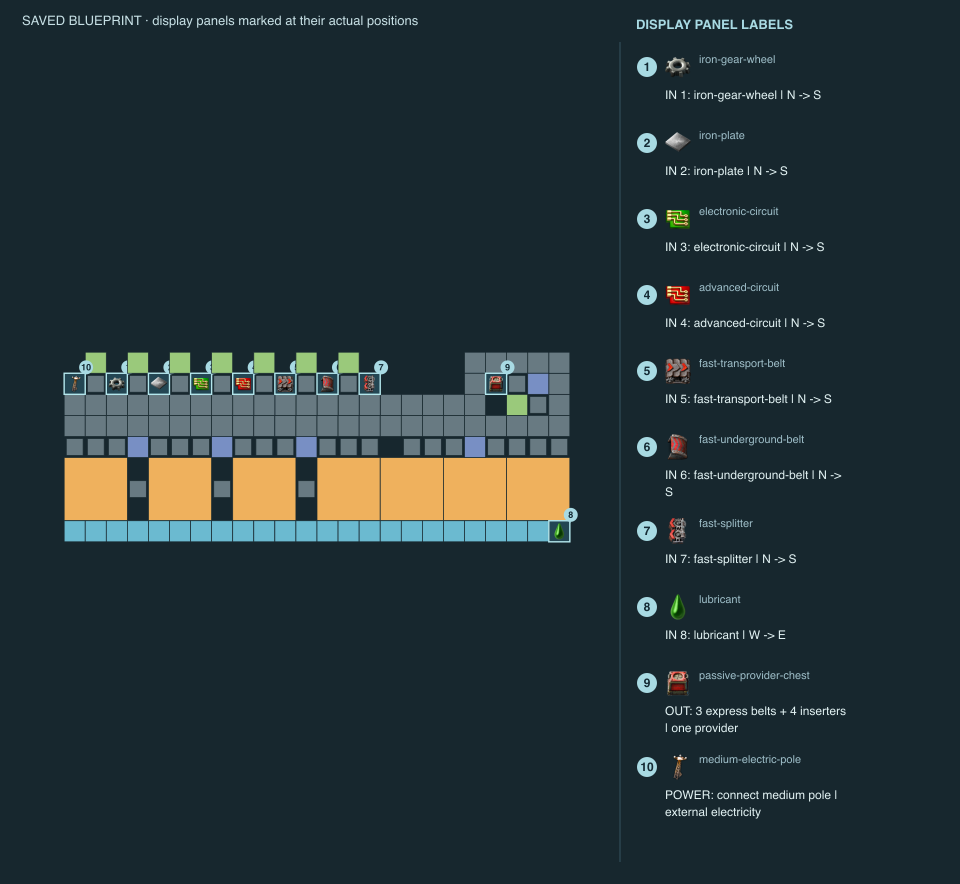 SAVED BLUEPRINT · display panels marked at their actual positions
DISPLAY PANEL LABELS
1
iron-gear-wheel
IN 1: iron-gear-wheel | N -> S
2
iron-plate
IN 2: iron-plate | N -> S
3
electronic-circuit
IN 3: electronic-circuit | N -> S
4
advanced-circuit
IN 4: advanced-circuit | N -> S
5
fast-transport-belt
IN 5: fast-transport-belt | N -> S
6
fast-underground-belt
IN 6: fast-underground-belt | N ->
S
7
fast-splitter
IN 7: fast-splitter | N -> S
8
lubricant
IN 8: lubricant | W -> E
9
passive-provider-chest
OUT: 3 express belts + 4 inserters
| one provider
10
medium-electric-pole
POWER: connect medium pole |
external electricity
10
7
9
8